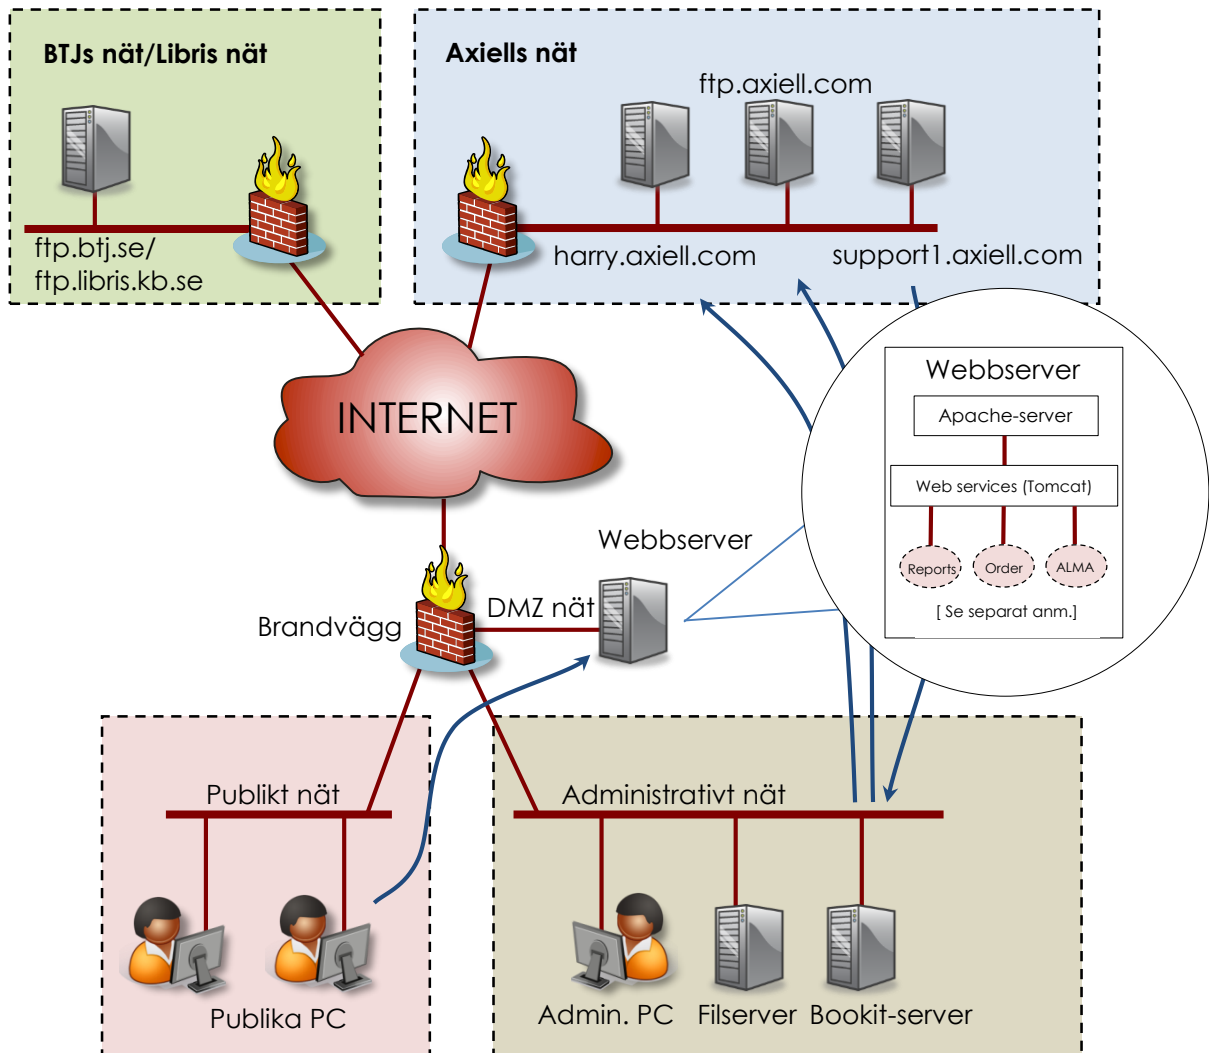 BTJs nät/Libris nät
ftp.btj.se/
ftp.libris.kb.se
Axiells nät
ftp.axiell.com
harry.axiell.com
support1.axiell.com
INTERNET
Webbserver
Apache-server
Web services (Tomcat)
Reports
Order
ALMA
[ Se separat anm.]
Webbserver
DMZ nät
Brandvägg
Publikt nät
Publika PC
Administrativt nät
Admin. PC
Filserver
Bookit-server